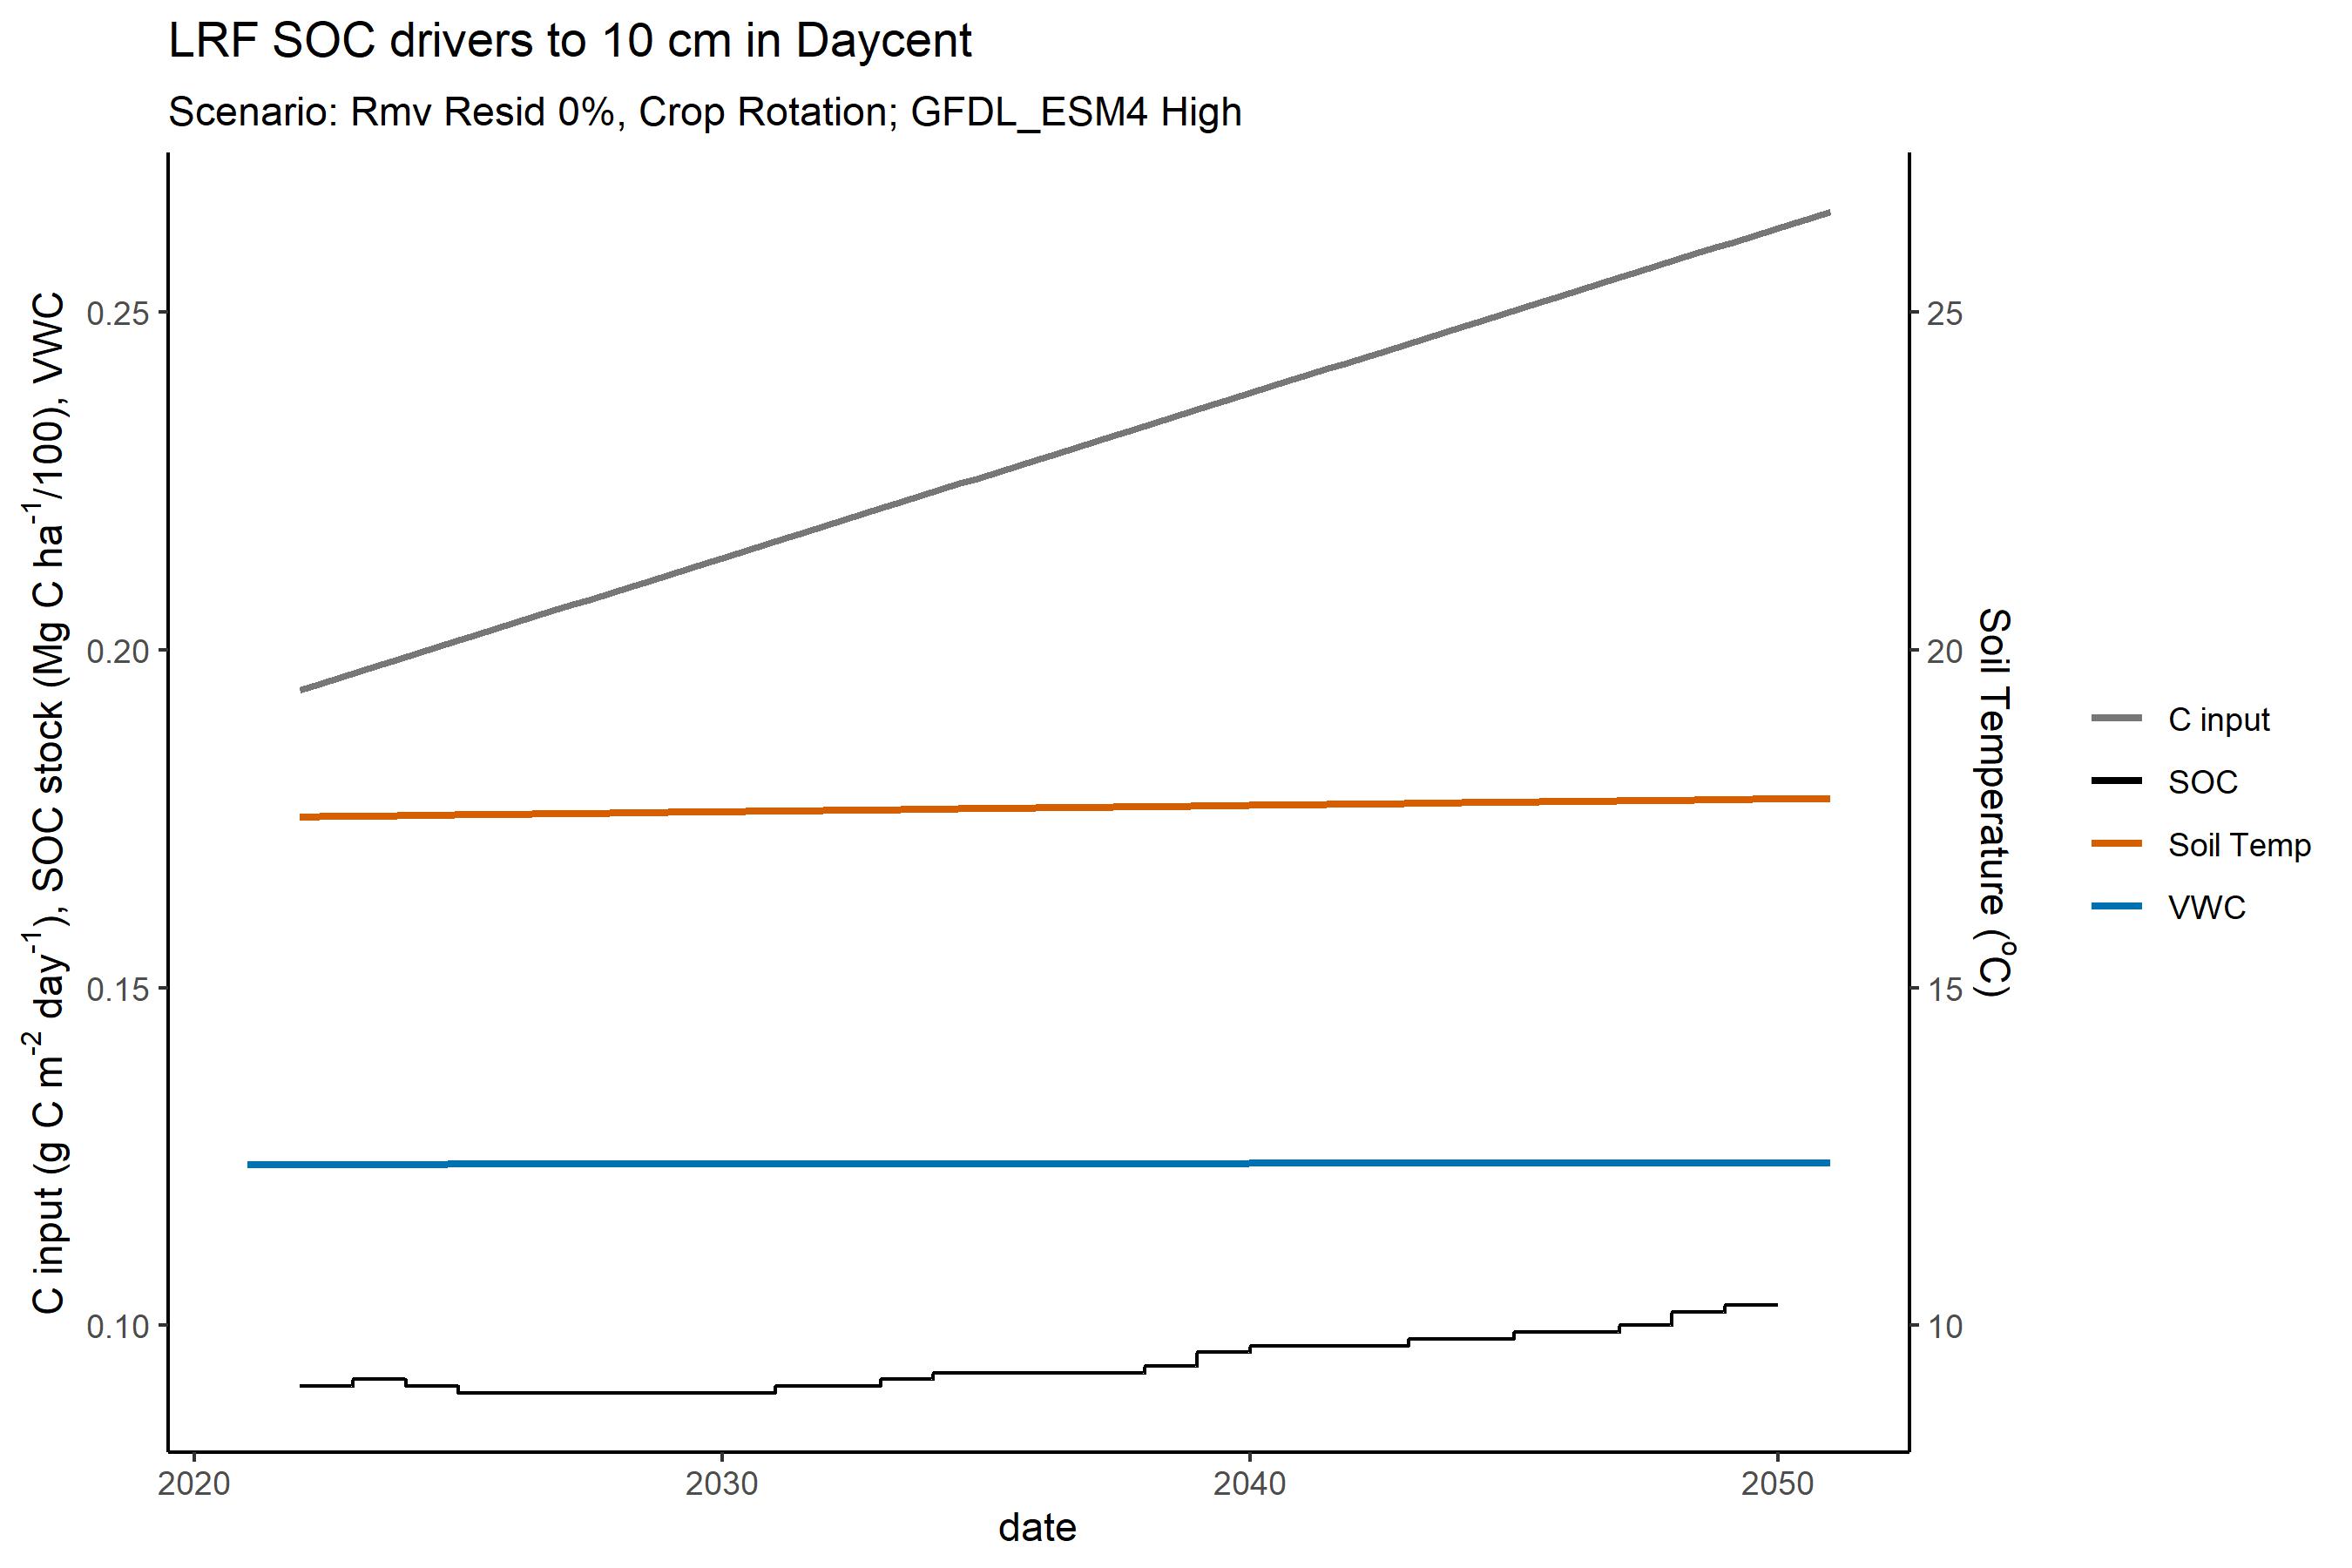 LRF SOC drivers to 10 cm in Daycent
Scenario: Rmv Resid 0%, Crop Rotation; GFDL_ESM4 High
C input (g C m⁻² day⁻¹), SOC stock (Mg C ha⁻¹/100), VWC
0.25
0.20
0.15
0.10
25
20
15
10
Soil Temperature (°C)
C input
SOC
Soil Temp
VWC
2020
2030
2040
2050
date